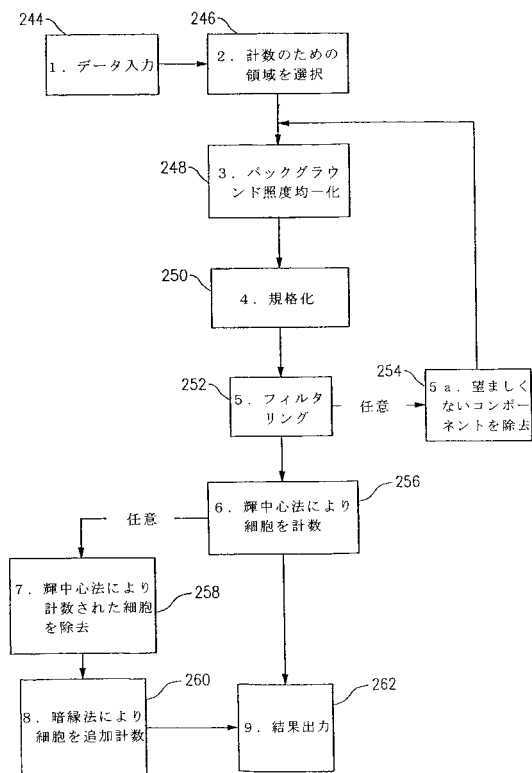 244
1. データ入力
246
2. 計数のための
領域を選択
248
3. バックグラウ
ンド照度均一化
250
4. 規格化
252
5. フィルタ
リング
任意
254
5a. 望ましく
ないコンポー
ネントを除去
256
6. 輝中心法により
細胞を計数
任意
258
7. 輝中心法により
計数された細胞
を除去
260
8. 暗縁法により
細胞を追加計数
262
9. 結果出力